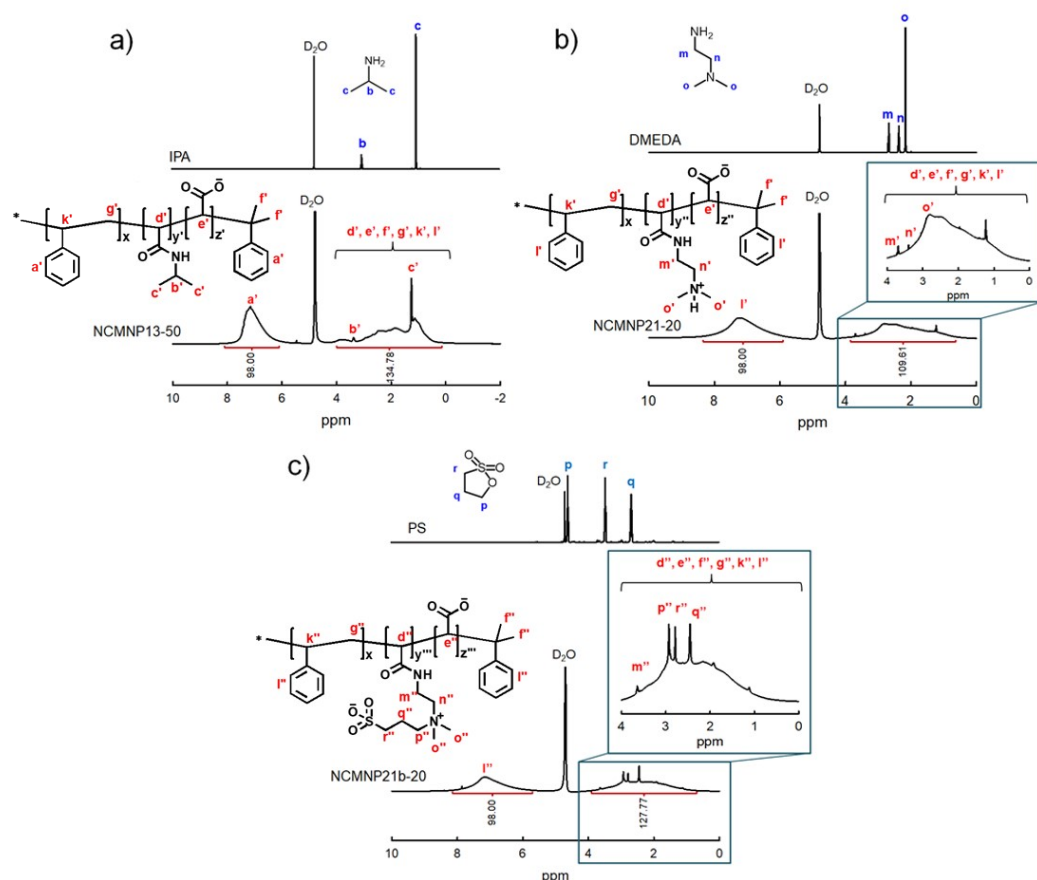 a)
c
D₂O
NH₂
c
b
c
b
IPA
D₂O
O
Ō
*
k'
g'
d'
e'
f'
f'
x
y'
z'
a'
O
NH
c'
b'
c'
a'
d', e', f', g', k', l'
c'
a'
b'
NCMNP13-50
98.00
134.78
10
8
6
4
2
0
-2
ppm
b)
o
NH₂
m
n
N
o
o
D₂O
m
n
DMEDA
D₂O
O
Ō
*
k'
g'
d'
e'
f'
f'
x
y''
z''
l'
O
NH
m'
n'
N⁺
H
o'
o'
l'
d', e', f', g', k', l'
o'
m'
n'
4
3
2
1
0
ppm
l'
NCMNP21-20
98.00
109.61
10
8
6
4
2
0
ppm
c)
O
S
O
O
r
q
p
D₂O
p
r
q
PS
d'', e'', f'', g'', k'', l''
p''
r''
q''
m''
4
3
2
1
0
ppm
D₂O
O
Ō
*
k''
g''
d''
e''
f''
f''
x
y'''
z'''
l''
O
NH
l''
m''
n''
Ō
O
S
O
q''
N⁺
r''
p''
o''
o''
NCMNP21b-20
l''
98.00
127.77
10
8
6
4
2
0
ppm